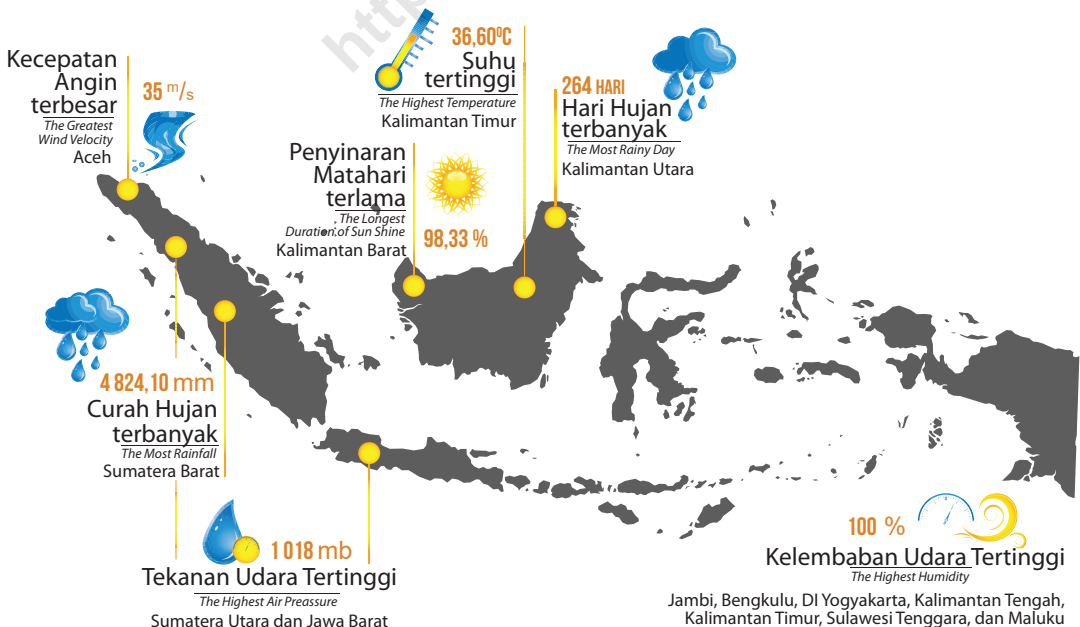 http
Kecepatan
Angin
terbesar
The Greatest
Wind Velocity
Aceh
35 m/s
36,60ºC
Suhu
tertinggi
The Highest Temperature
Kalimantan Timur
264 HARI
Hari Hujan
terbanyak
The Most Rainy Day
Kalimantan Utara
Penyinaran
Matahari
terlama
The Longest
Duration of Sun Shine
Kalimantan Barat
98,33 %
4 824,10 mm
Curah Hujan
terbanyak
The Most Rainfall
Sumatera Barat
1 018 mb
Tekanan Udara Tertinggi
The Highest Air Preassure
Sumatera Utara dan Jawa Barat
100 %
Kelembaban Udara Tertinggi
The Highest Humidity
Jambi, Bengkulu, DI Yogyakarta, Kalimantan Tengah,
Kalimantan Timur, Sulawesi Tenggara, dan Maluku